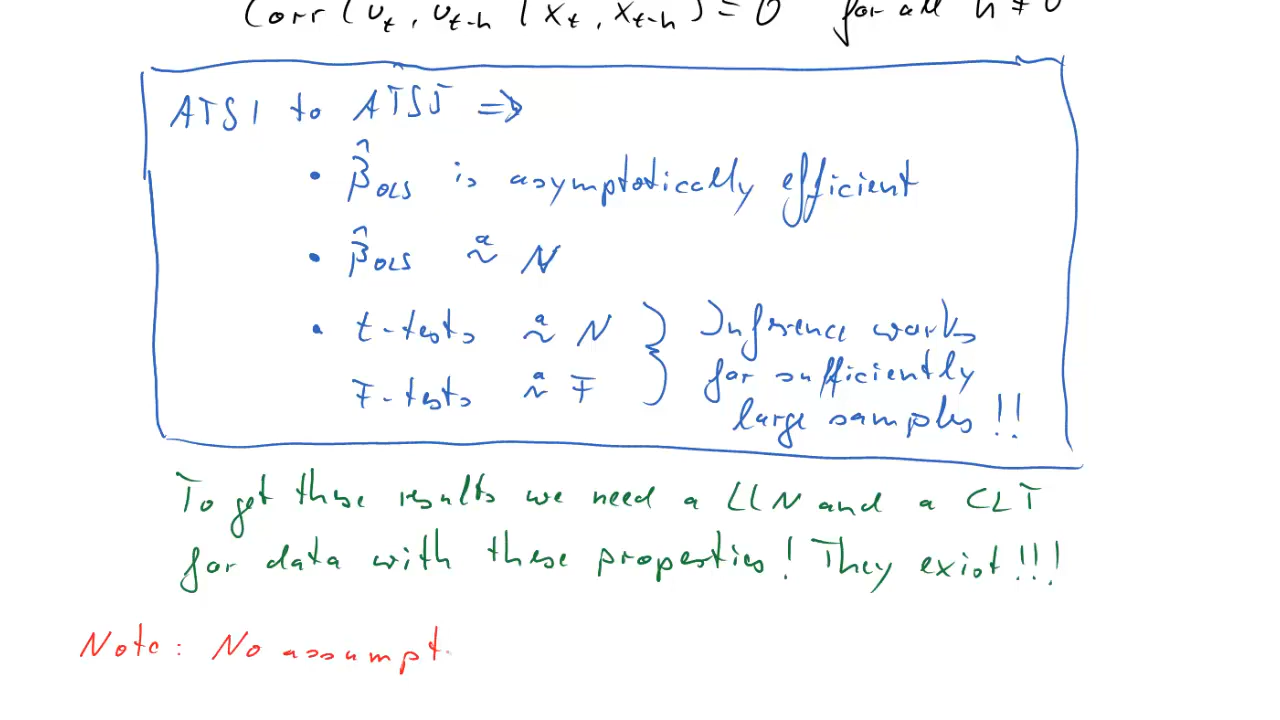 Corr(u_t, u_t-h | x_t, x_t-h) = 0 for all h ≠ 0
ATS1 to ATS5 ⇒
• β̂_OLS is asymptotically efficient
• β̂_OLS ᵃ∼ N
• t-tests ᵃ∼ N } Inference works
F-tests ᵃ∼ F for sufficiently
large samples !!
To get these results we need a LLN and a CLT
for data with these properties! They exist!!!
Note: No assumpt